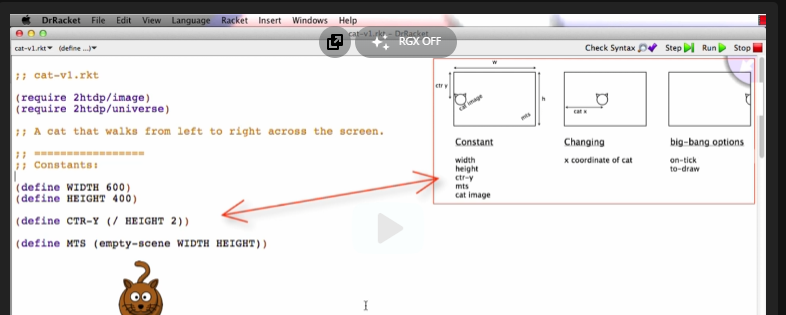 DrRacket File Edit View Language Racket Insert Windows Help
cat-v1.rkt - DrRacket
RGX OFF
cat-v1.rkt (define ...) Check Syntax Step Run Stop
;; cat-v1.rkt
(require 2htdp/image)
(require 2htdp/universe)
;; A cat that walks from left to right across the screen.
;; =================
;; Constants:
(define WIDTH 600)
(define HEIGHT 400)
(define CTR-Y (/ HEIGHT 2))
(define MTS (empty-scene WIDTH HEIGHT))
w
ctr y
cat image
mts
h
cat x
Constant
width
height
ctr-y
mts
cat image
Changing
x coordinate of cat
big-bang options
on-tick
to-draw